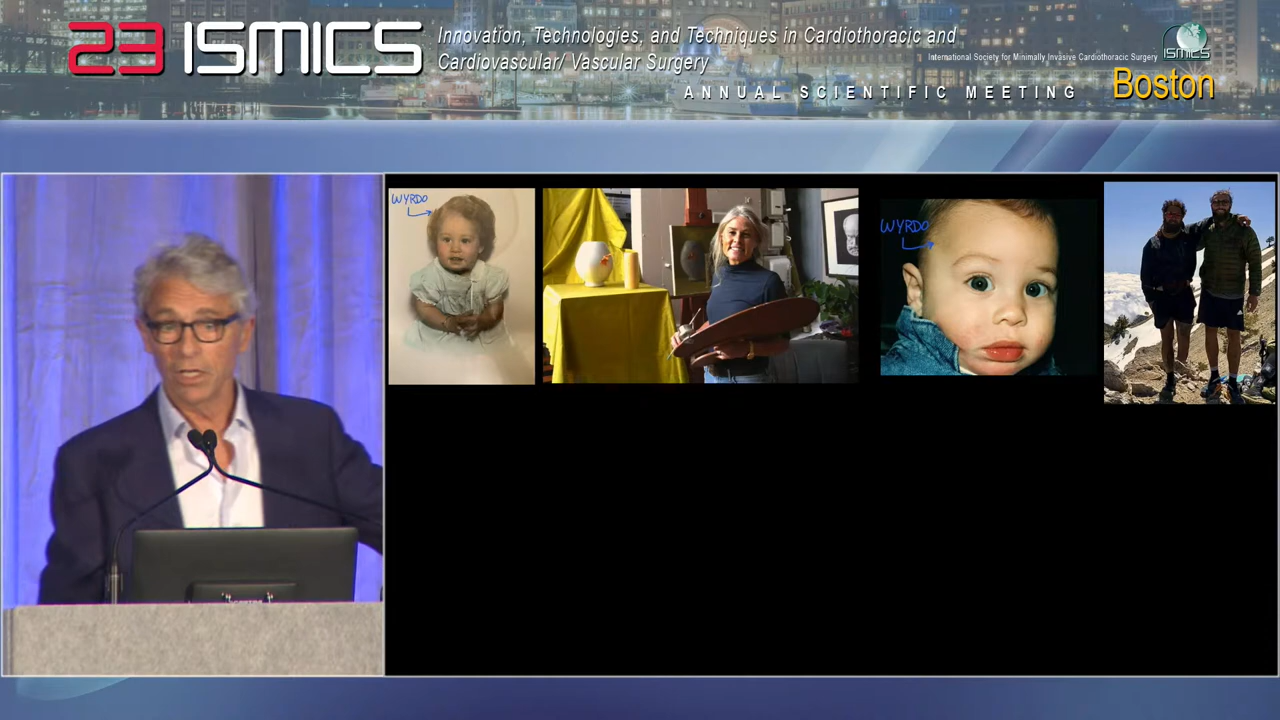 23 ISMICS
Innovation, Technologies, and Techniques in Cardiothoracic and
Cardiovascular/ Vascular Surgery
ANNUAL SCIENTIFIC MEETING
International Society for Minimally Invasive Cardiothoracic Surgery
ISMICS
Boston
WYRDO
WYRDO